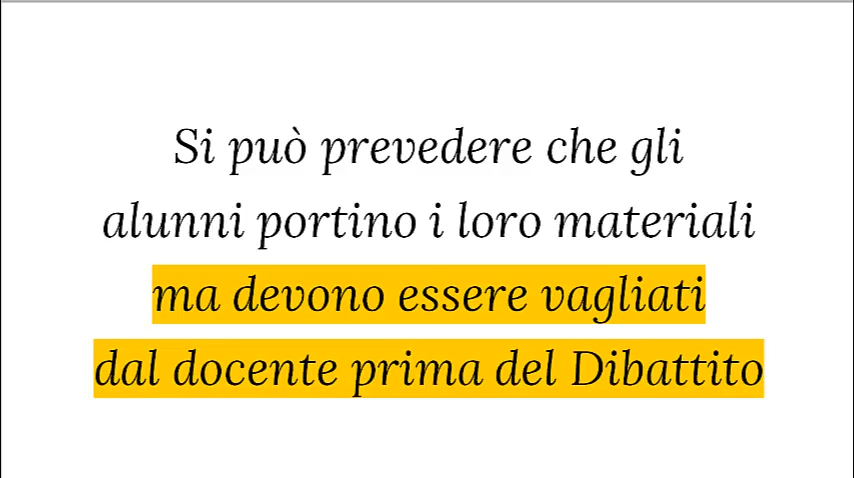 Si può prevedere che gli
alunni portino i loro materiali
ma devono essere vagliati
dal docente prima del Dibattito